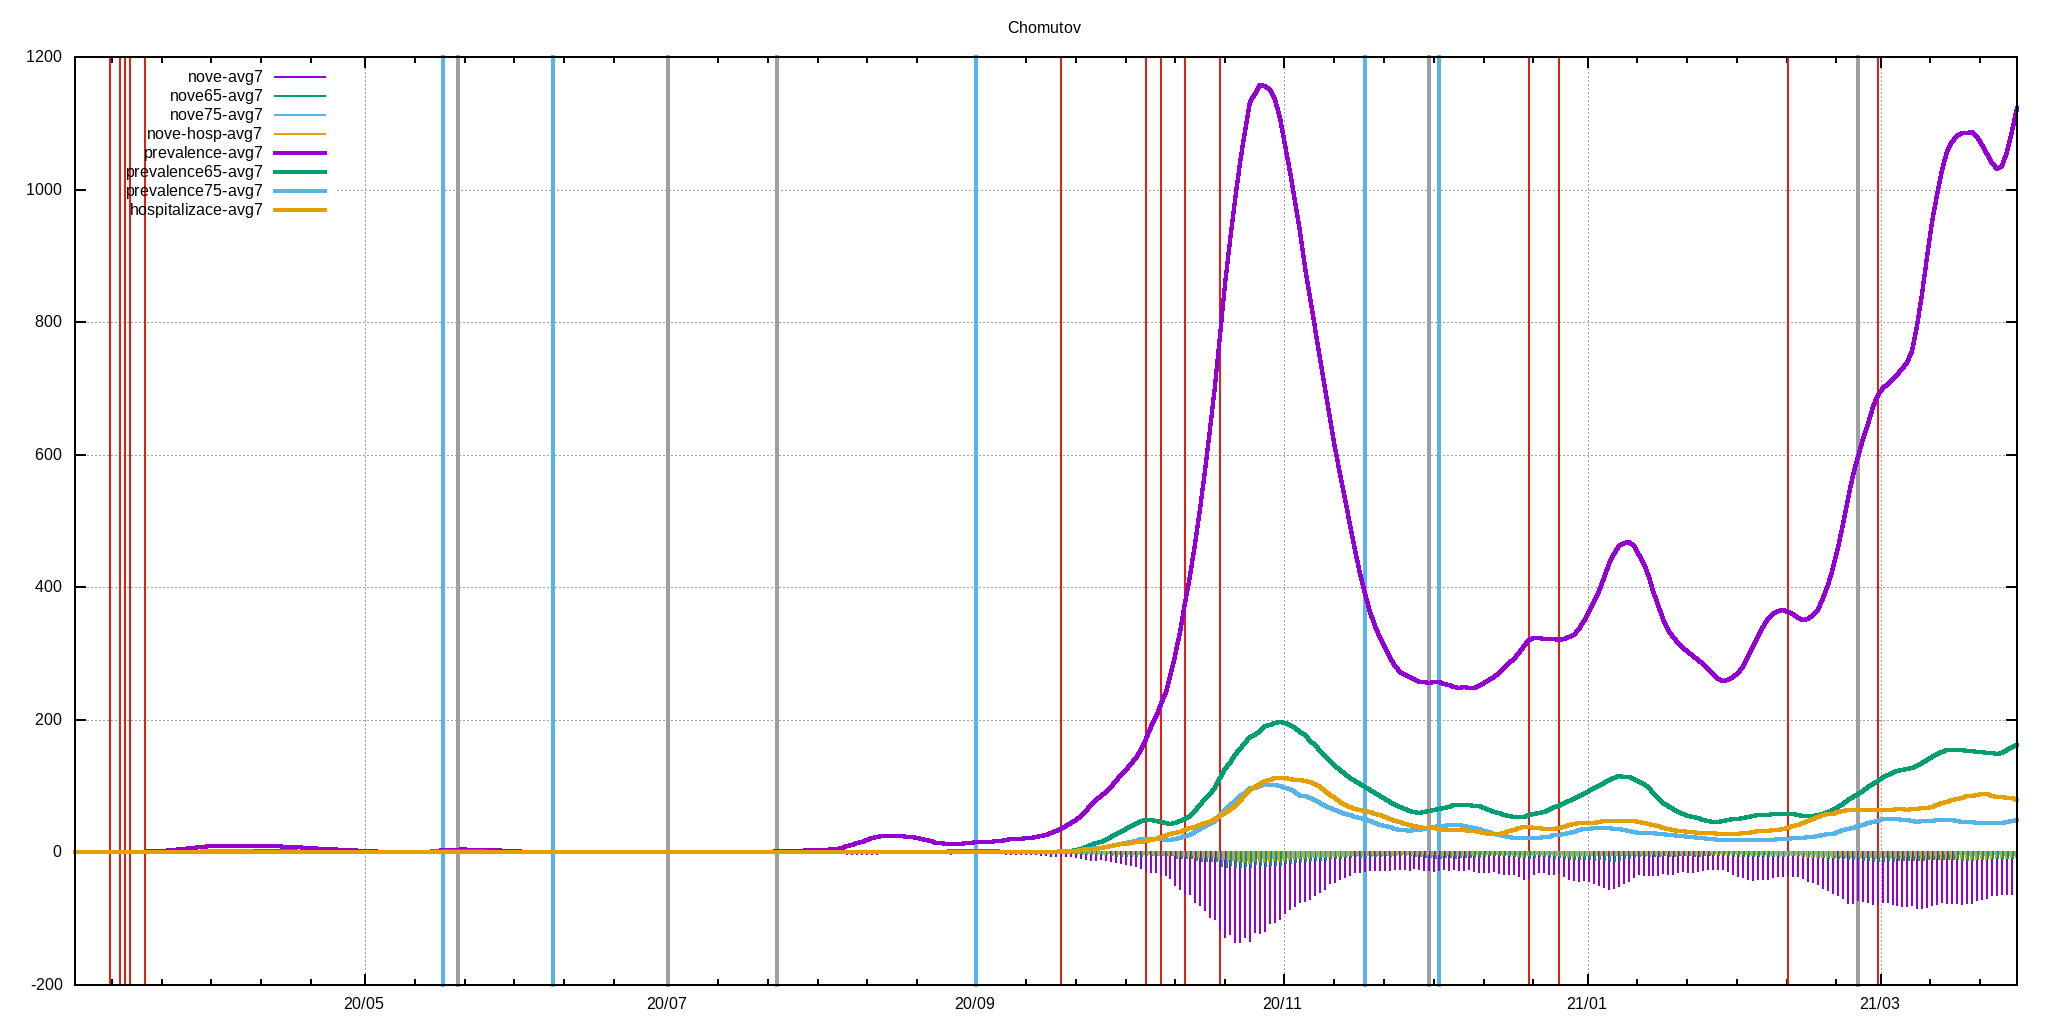 Chomutov
1200
1000
800
600
400
200
0
-200
nove-avg7
nove65-avg7
nove75-avg7
nove-hosp-avg7
prevalence-avg7
prevalence65-avg7
prevalence75-avg7
hospitalizace-avg7
20/05 20/07 20/09 20/11 21/01 21/03